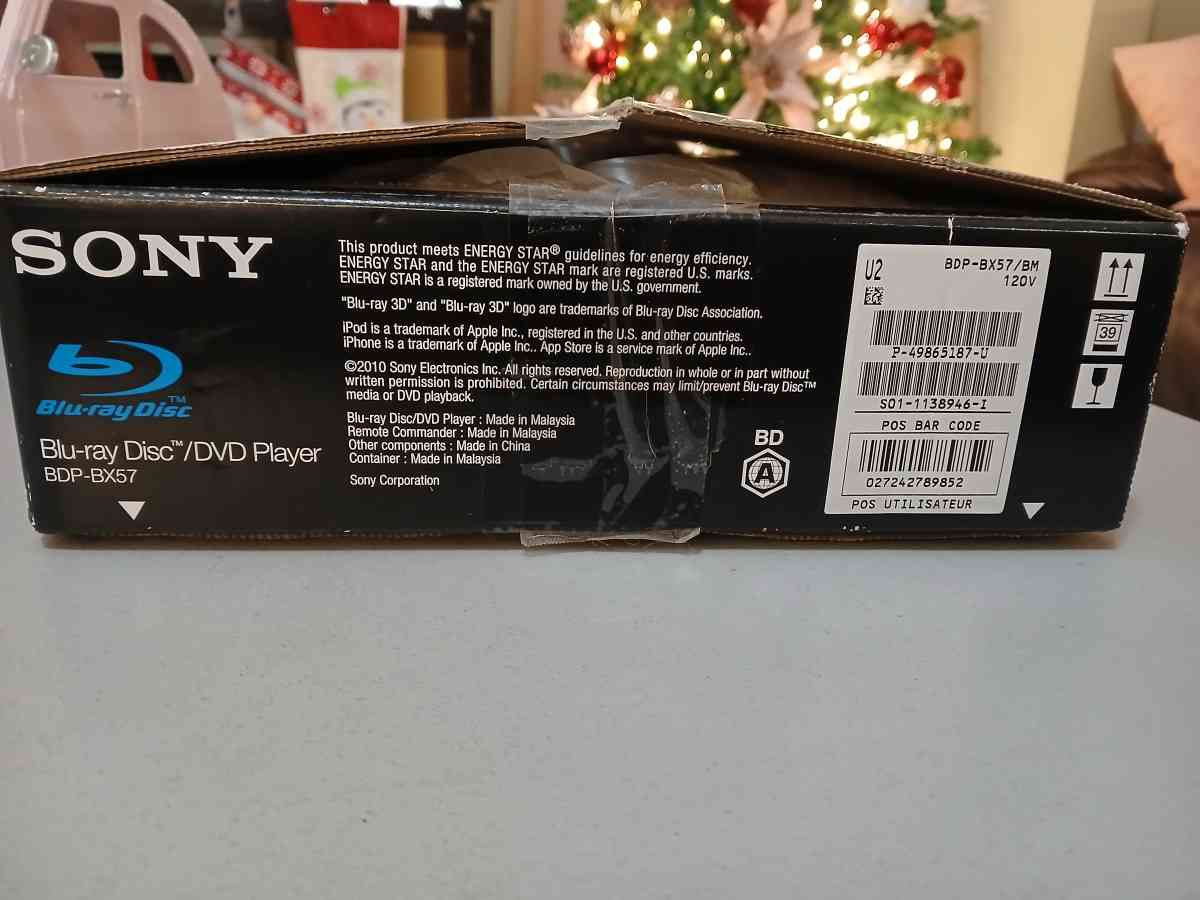 SONY
Blu-ray Disc™
Blu-ray Disc™/DVD Player
BDP-BX57
This product meets ENERGY STAR® guidelines for energy efficiency.
ENERGY STAR and the ENERGY STAR mark are registered U.S. marks.
ENERGY STAR is a registered mark owned by the U.S. government.
"Blu-ray 3D" and "Blu-ray 3D" logo are trademarks of Blu-ray Disc Association.
iPod is a trademark of Apple Inc., registered in the U.S. and other countries.
iPhone is a trademark of Apple Inc.. App Store is a service mark of Apple Inc..
©2010 Sony Electronics Inc. All rights reserved. Reproduction in whole or in part without
written permission is prohibited. Certain circumstances may limit/prevent Blu-ray Disc™
media or DVD playback.
Blu-ray Disc/DVD Player : Made in Malaysia
Remote Commander : Made in Malaysia
Other components : Made in China
Container : Made in Malaysia
Sony Corporation
BD
A
U2
BDP-BX57/BM
120V
P-49865187-U
S01-1138946-I
POS BAR CODE
027242789852
POS UTILISATEUR
39